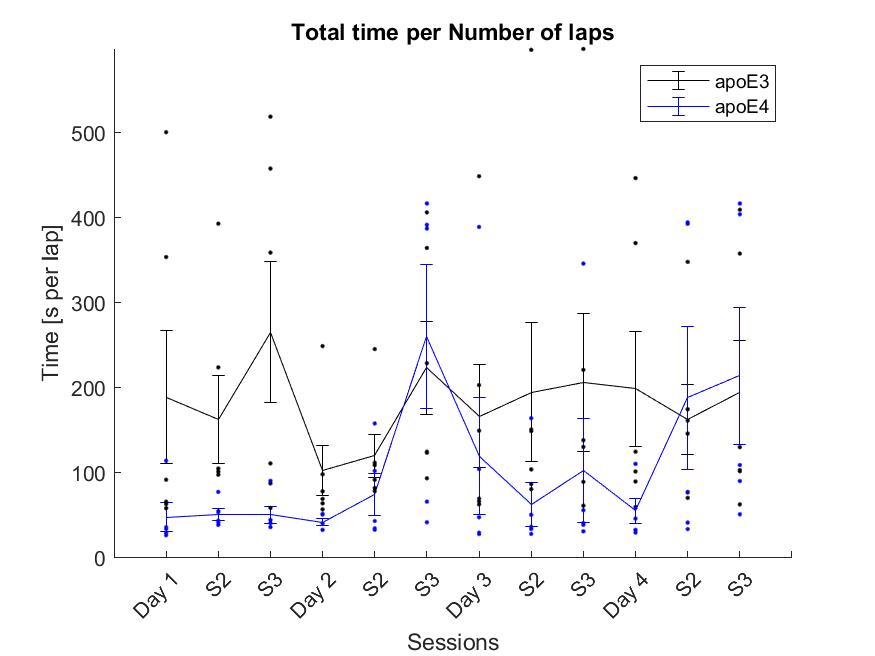 Total time per Number of laps
apoE3
apoE4
Time [s per lap]
500
400
300
200
100
0
Day 1
S2
S3
Day 2
S2
S3
Day 3
S2
S3
Day 4
S2
S3
Sessions